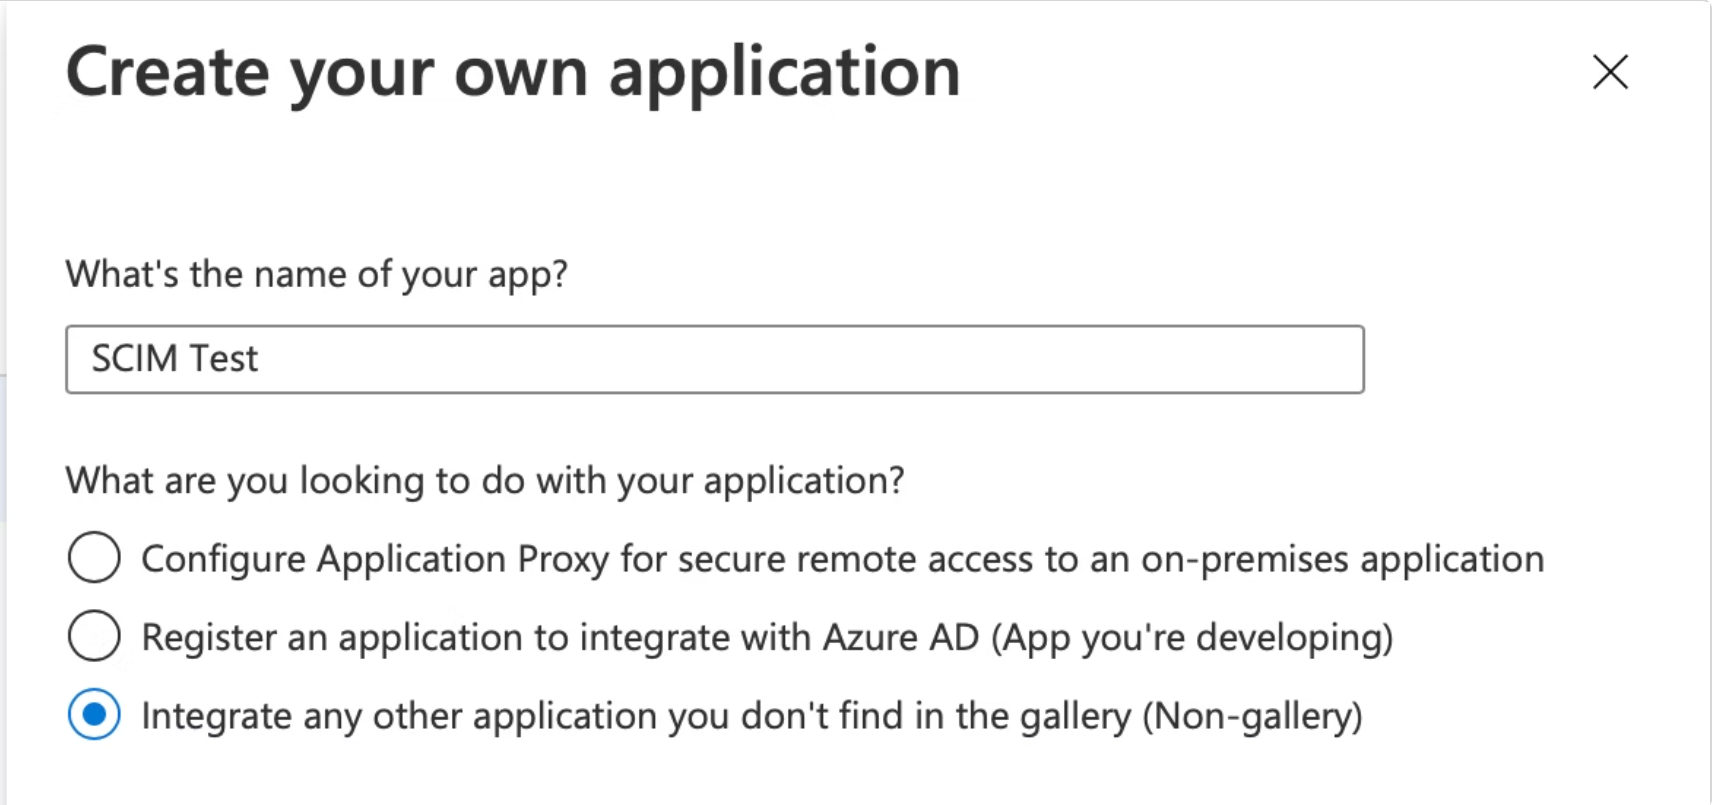 Create your own application
What's the name of your app?
SCIM Test
What are you looking to do with your application?
Configure Application Proxy for secure remote access to an on-premises application
Register an application to integrate with Azure AD (App you're developing)
Integrate any other application you don't find in the gallery (Non-gallery)